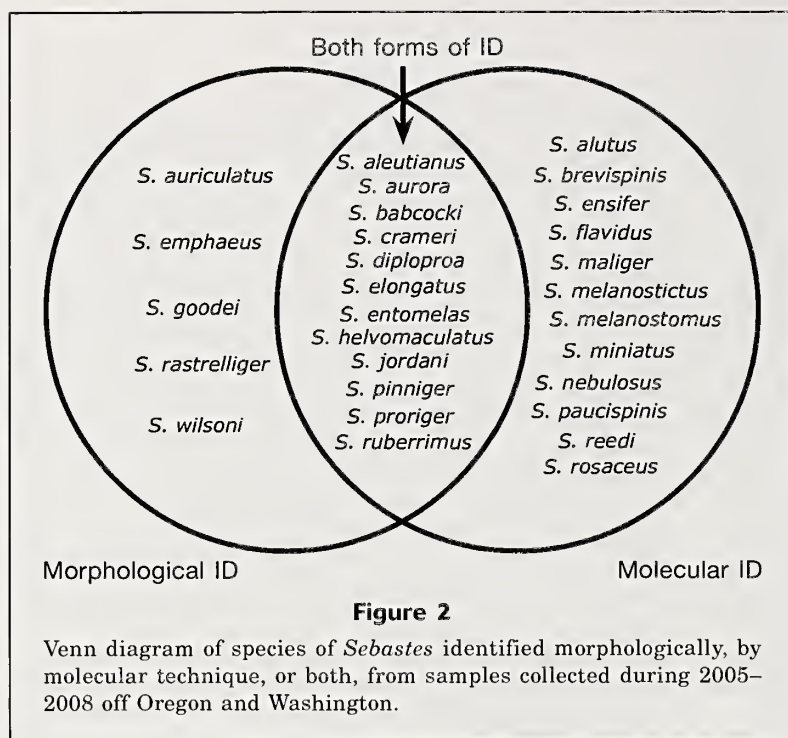 Both forms of ID
S. auriculatus
S. emphaeus
S. goodei
S. rastrelliger
S. wilsoni
S. aleutianus
S. aurora
S. babcocki
S. crameri
S. diploproa
S. elongatus
S. entomelas
S. helvomaculatus
S. jordani
S. pinniger
S. proriger
S. ruberrimus
S. alutus
S. brevispinis
S. ensifer
S. flavidus
S. maliger
S. melanostictus
S. melanostomus
S. miniatus
S. nebulosus
S. paucispinis
S. reedi
S. rosaceus
Morphological ID
Molecular ID
Figure 2
Venn diagram of species of Sebastes identified morphologically, by
molecular technique, or both, from samples collected during 2005–
2008 off Oregon and Washington.